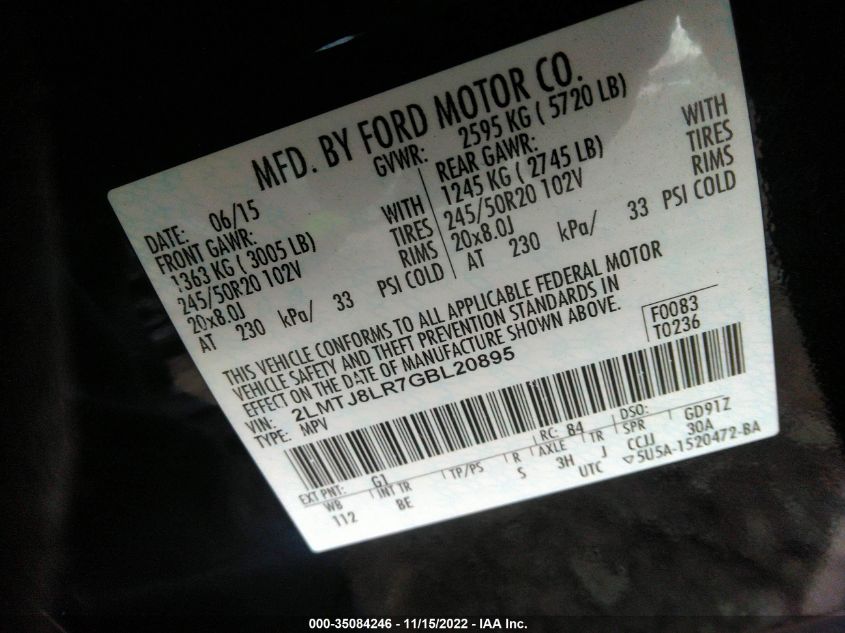 MFD. BY FORD MOTOR CO.
DATE: 06/15
GVWR: 2595 KG ( 5720 LB)
FRONT GAWR:
1363 KG ( 3005 LB)
245/50R20 102V
20x8.0J
AT 230 kPa/ 33 PSI COLD
WITH
TIRES
RIMS
REAR GAWR:
1245 KG ( 2745 LB)
245/50R20 102V
20x8.0J
AT 230 kPa/ 33 PSI COLD
WITH
TIRES
RIMS
THIS VEHICLE CONFORMS TO ALL APPLICABLE FEDERAL MOTOR
VEHICLE SAFETY AND THEFT PREVENTION STANDARDS IN
EFFECT ON THE DATE OF MANUFACTURE SHOWN ABOVE.
F0083
T0236
VIN: 2LMTJ8LR7GBL20895
TYPE: MPV
EXT PNT: G1 RC: 84 DSO:
WB INT TR TP/PS R AXLE TR SPR GD91Z
112 BE S 3H J CCJJ 30A
UTC ▽5U5A-1520472-BA
000-35084246 - 11/15/2022 - IAA Inc.